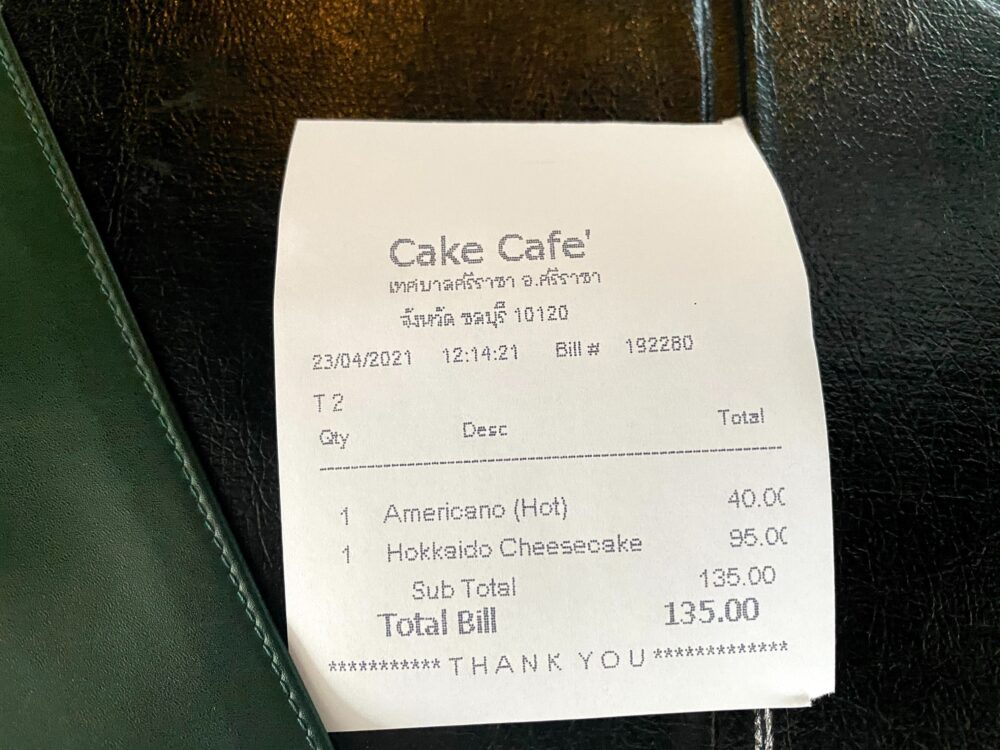 Cake Cafe'
เทศบาลศรีราชา อ.ศรีราชา
จังหวัด ชลบุรี 10120
23/04/2021 12:14:21 Bill # 192280
T 2
Qty Desc Total
1 Americano (Hot) 40.00
1 Hokkaido Cheesecake 95.00
Sub Total 135.00
Total Bill 135.00
*********** T H A N K Y O U *************